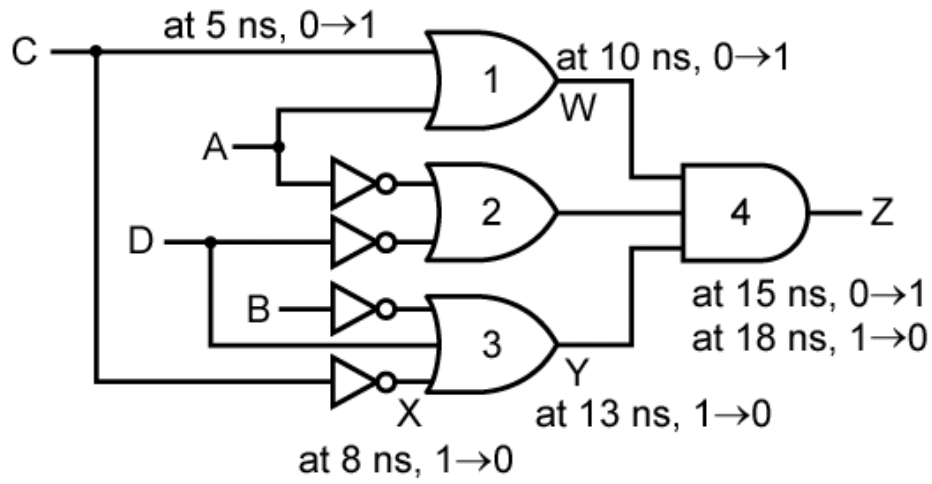 C
at 5 ns, 0→1
1
at 10 ns, 0→1
W
A
2
4
Z
D
B
3
at 15 ns, 0→1
at 18 ns, 1→0
Y
X
at 13 ns, 1→0
at 8 ns, 1→0